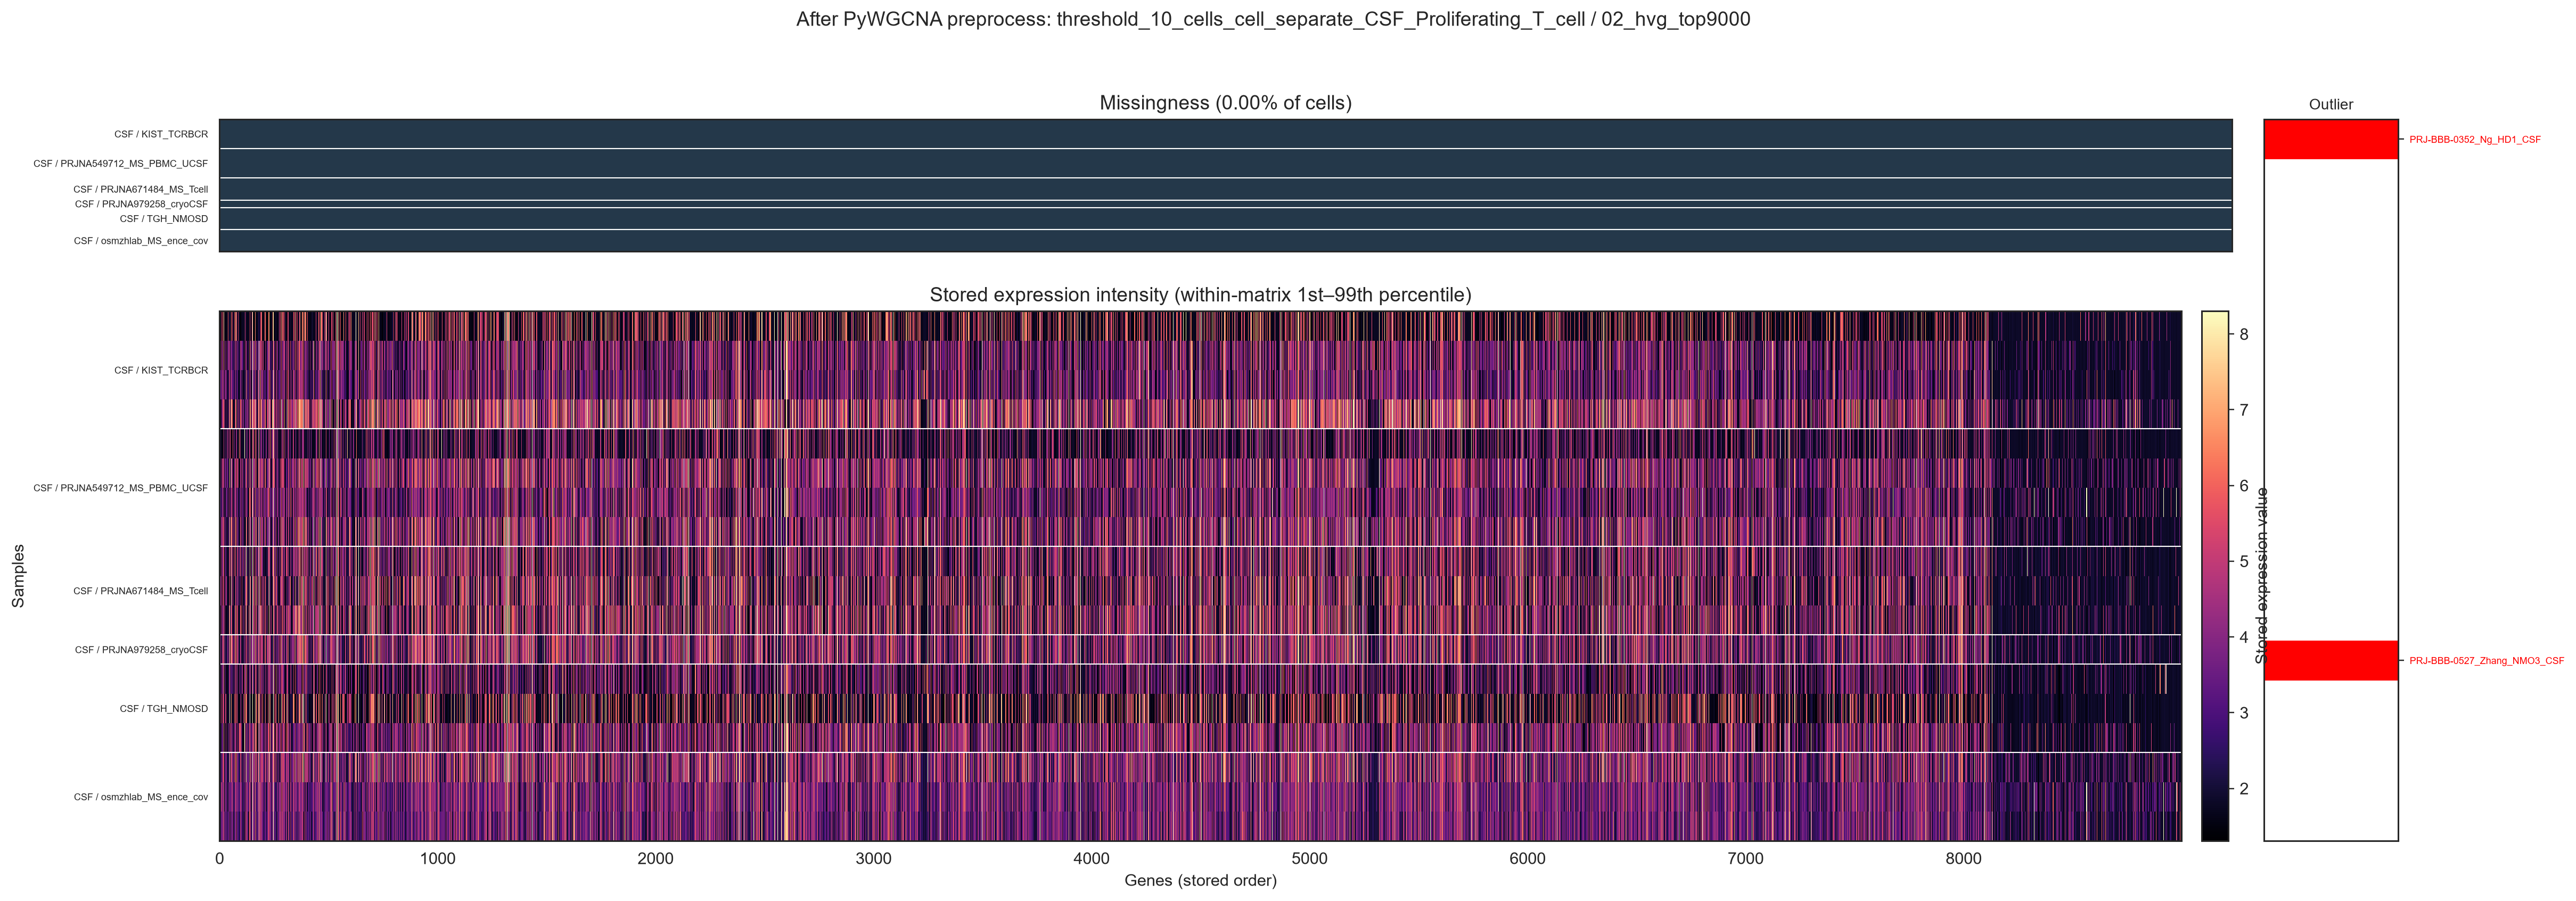 After PyWGCNA preprocess: threshold_10_cells_cell_separate_CSF_Proliferating_T_cell / 02_hvg_top9000
Missingness (0.00% of cells)
CSF / KIST_TCRBCR
CSF / PRJNA549712_MS_PBMC_UCSF
CSF / PRJNA671484_MS_Tcell
CSF / PRJNA979258_cryoCSF
CSF / TGH_NMOSD
CSF / osmzhlab_MS_ence_cov
Outlier
PRJ-BBB-0352_Ng_HD1_CSF
PRJ-BBB-0527_Zhang_NMO3_CSF
Stored expression intensity (within-matrix 1st–99th percentile)
Samples
CSF / KIST_TCRBCR
CSF / PRJNA549712_MS_PBMC_UCSF
CSF / PRJNA671484_MS_Tcell
CSF / PRJNA979258_cryoCSF
CSF / TGH_NMOSD
CSF / osmzhlab_MS_ence_cov
0 1000 2000 3000 4000 5000 6000 7000 8000
Genes (stored order)
8
7
6
5
4
3
2
Stored expression value